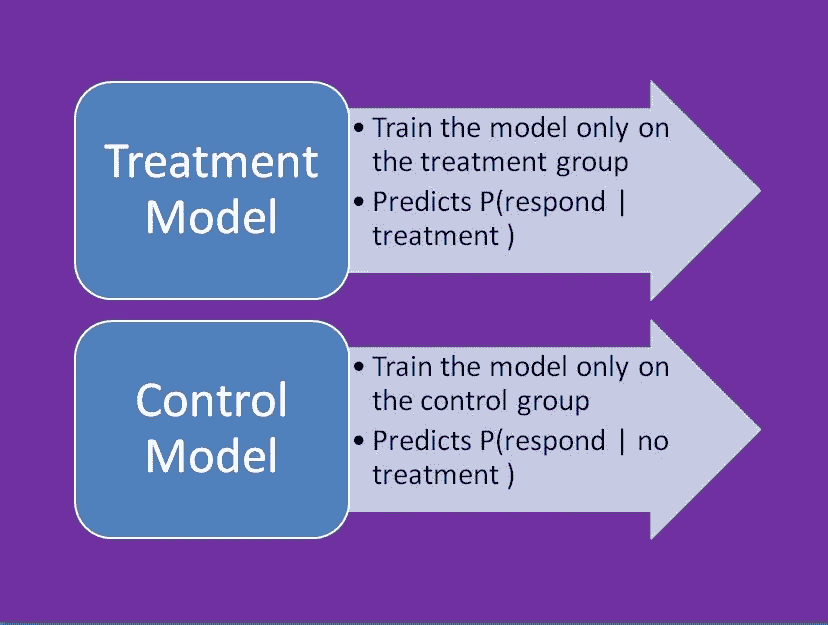 Treatment
Model
• Train the model only on
the treatment group
• Predicts P(respond |
treatment )
Control
Model
• Train the model only on
the control group
• Predicts P(respond | no
treatment )